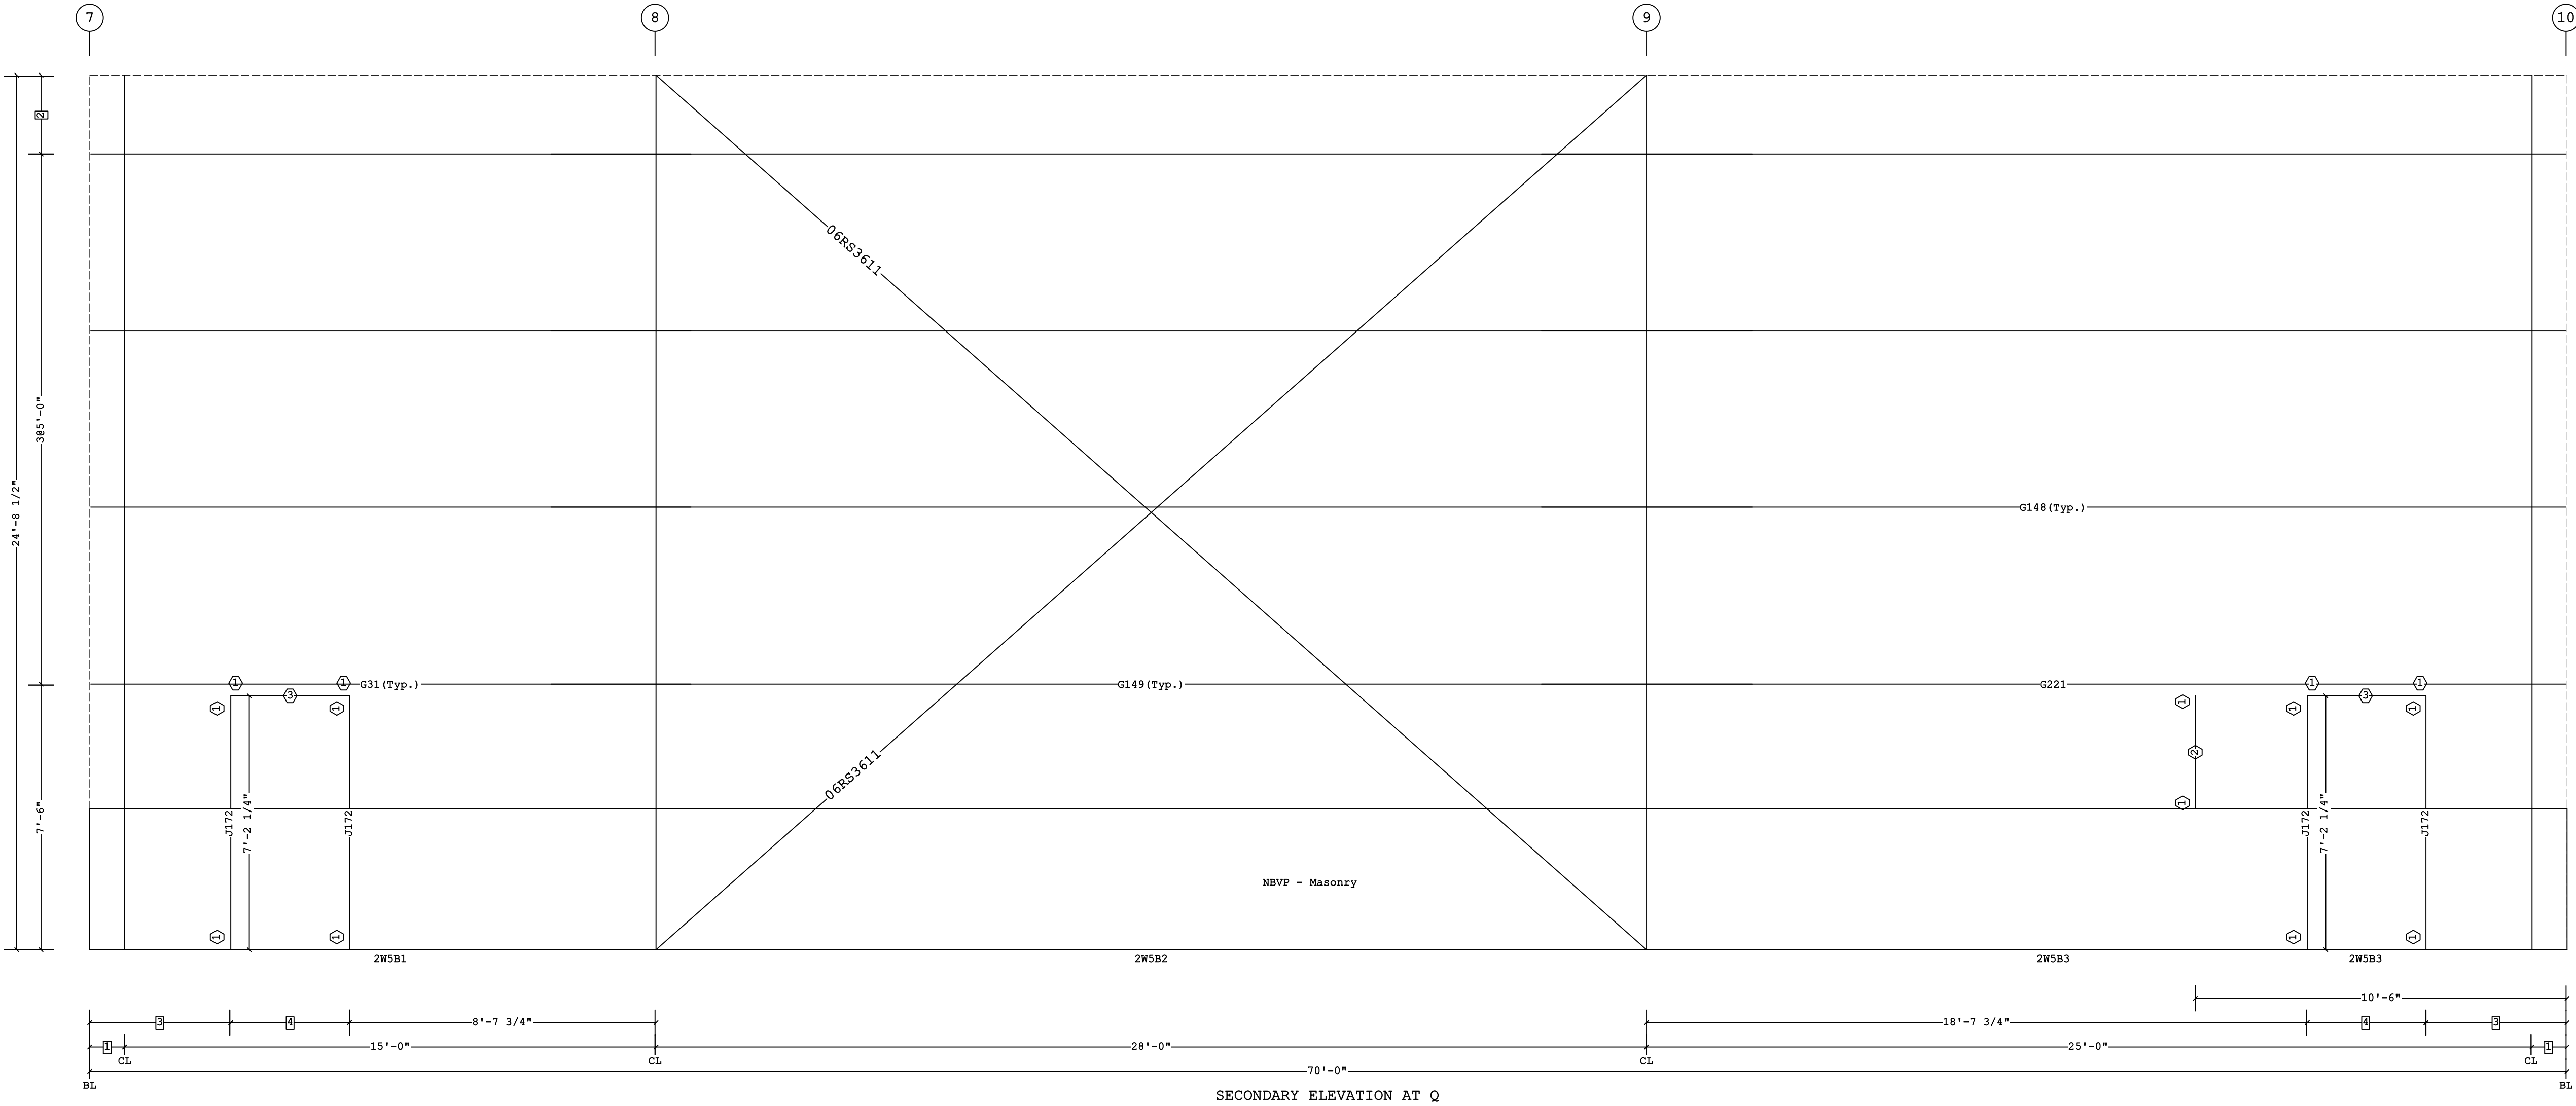 7 8 9 10
2
06RS3611
3@5'-0"
24'-8 1/2"
G148(Typ.)
1 1 G31(Typ.) G149(Typ.) G221 1 1
3 3
1 1 1 1 1
2
06RS3611
1
7'-6"
J172 7'-2 1/4" J172 J172 7'-2 1/4" J172
NBVP - Masonry
1 1 1 1
2W5B1 2W5B2 2W5B3 2W5B3
10'-6"
3 4 8'-7 3/4" 18'-7 3/4" 4 3
1 15'-0" 28'-0" 25'-0" 1
CL CL CL CL
70'-0"
BL BL
SECONDARY ELEVATION AT Q